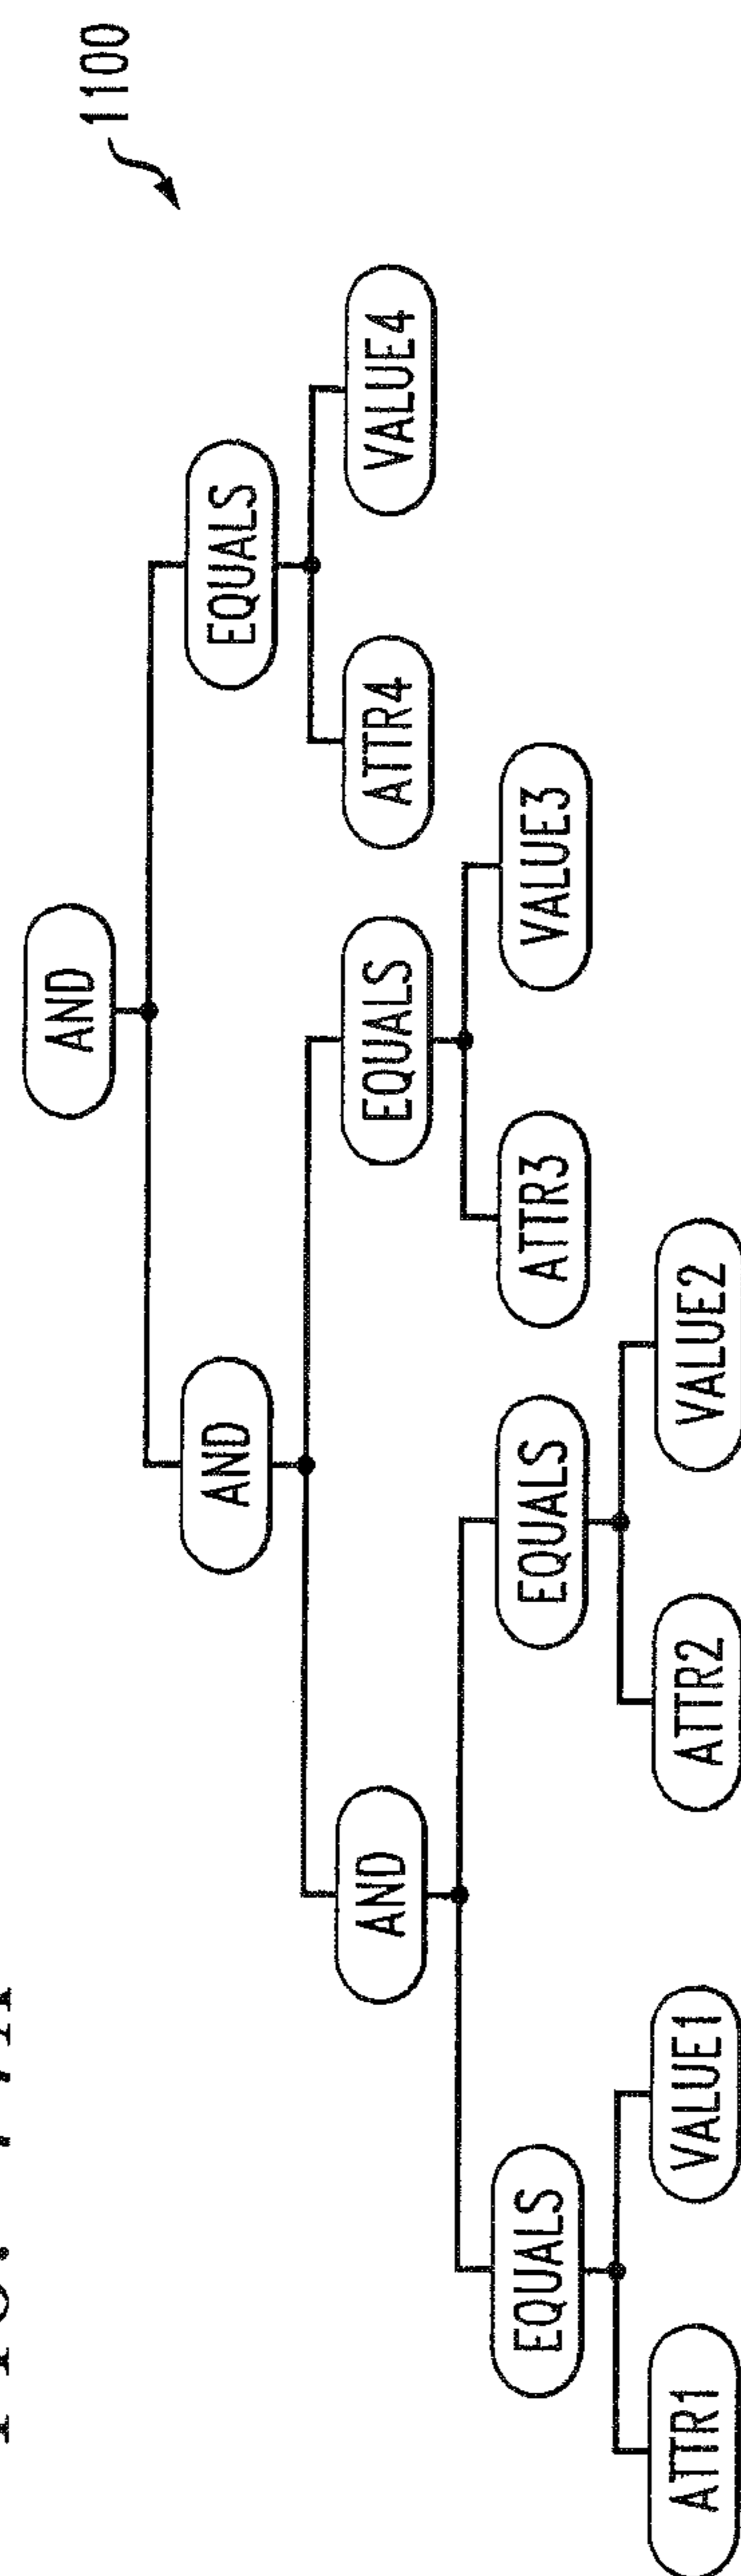 1100
AND
AND
EQUALS
AND
EQUALS
ATTR4
VALUE4
EQUALS
EQUALS
ATTR3
VALUE3
ATTR1
VALUE1
ATTR2
VALUE2